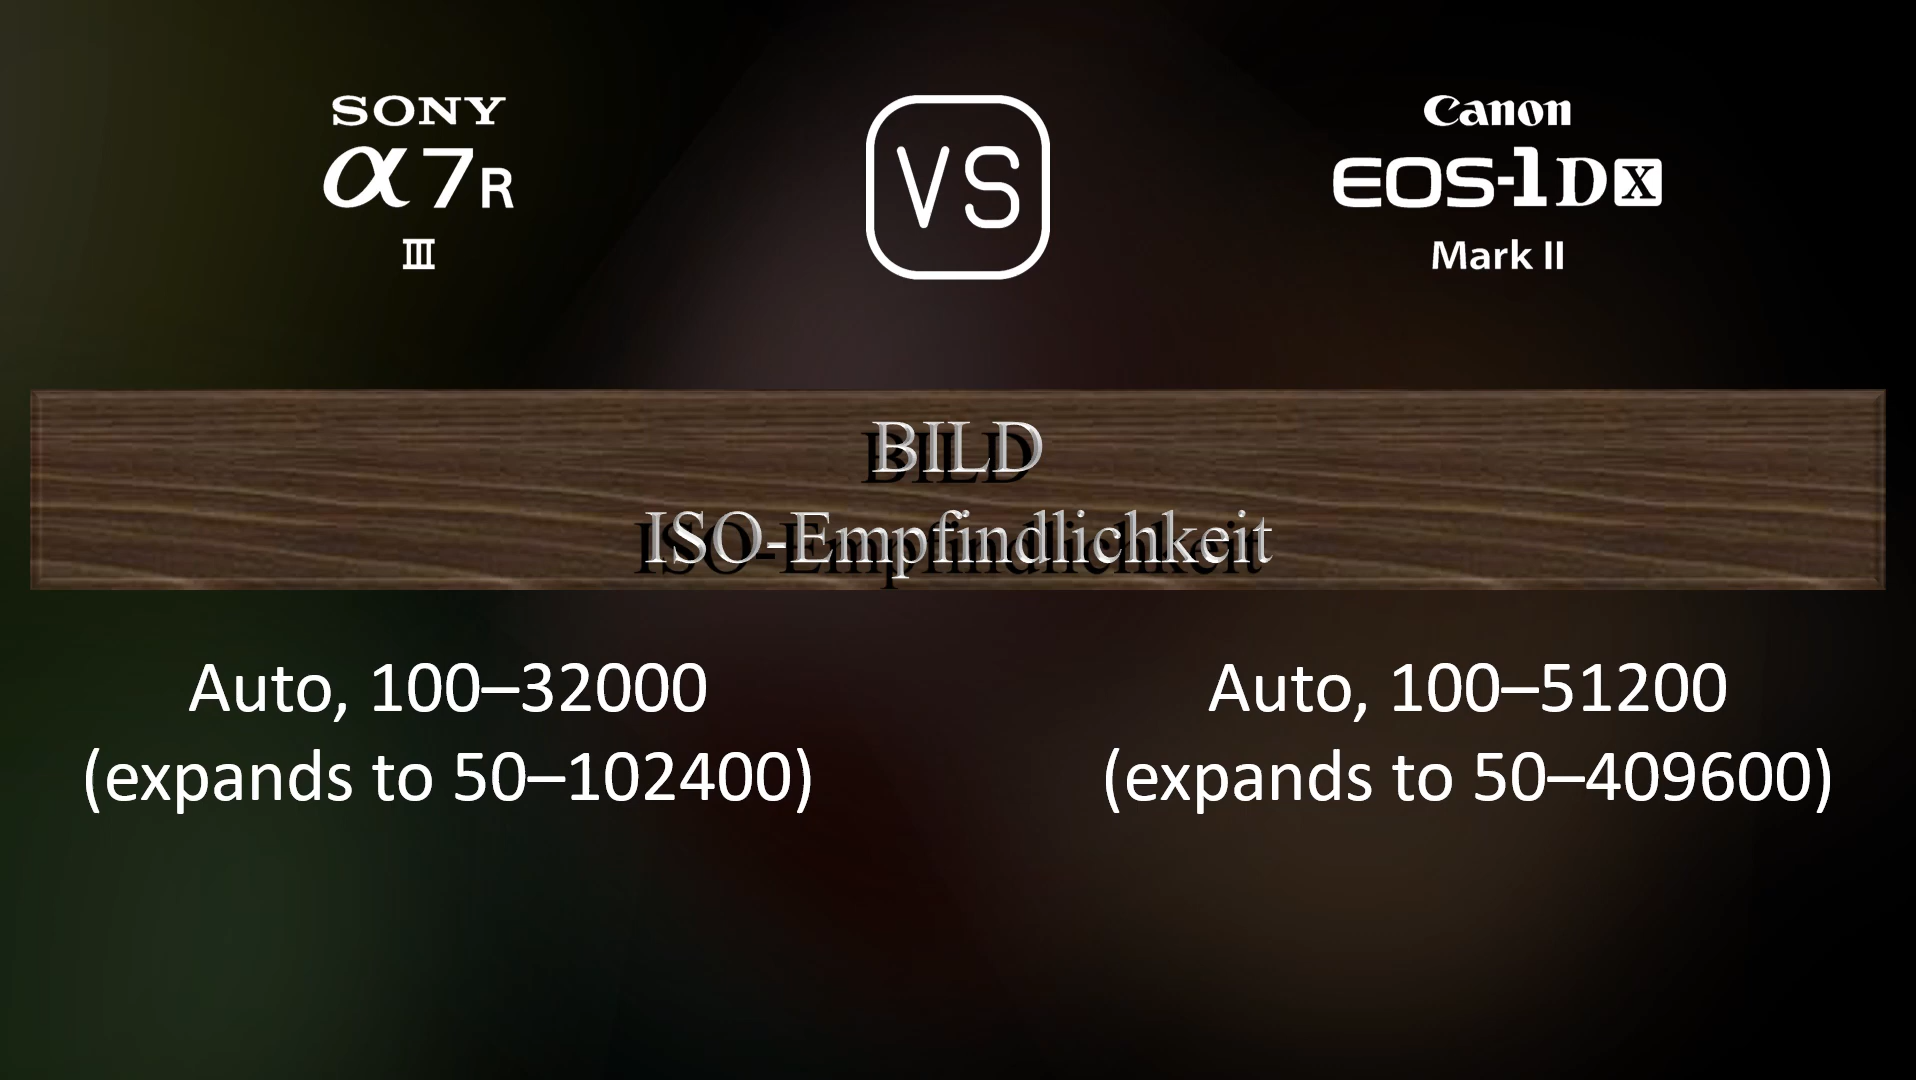 SONY
α7R
III
VS
Canon
EOS-1DX
Mark II
BILD
ISO-Empfindlichkeit
Auto, 100–32000
(expands to 50–102400)
Auto, 100–51200
(expands to 50–409600)